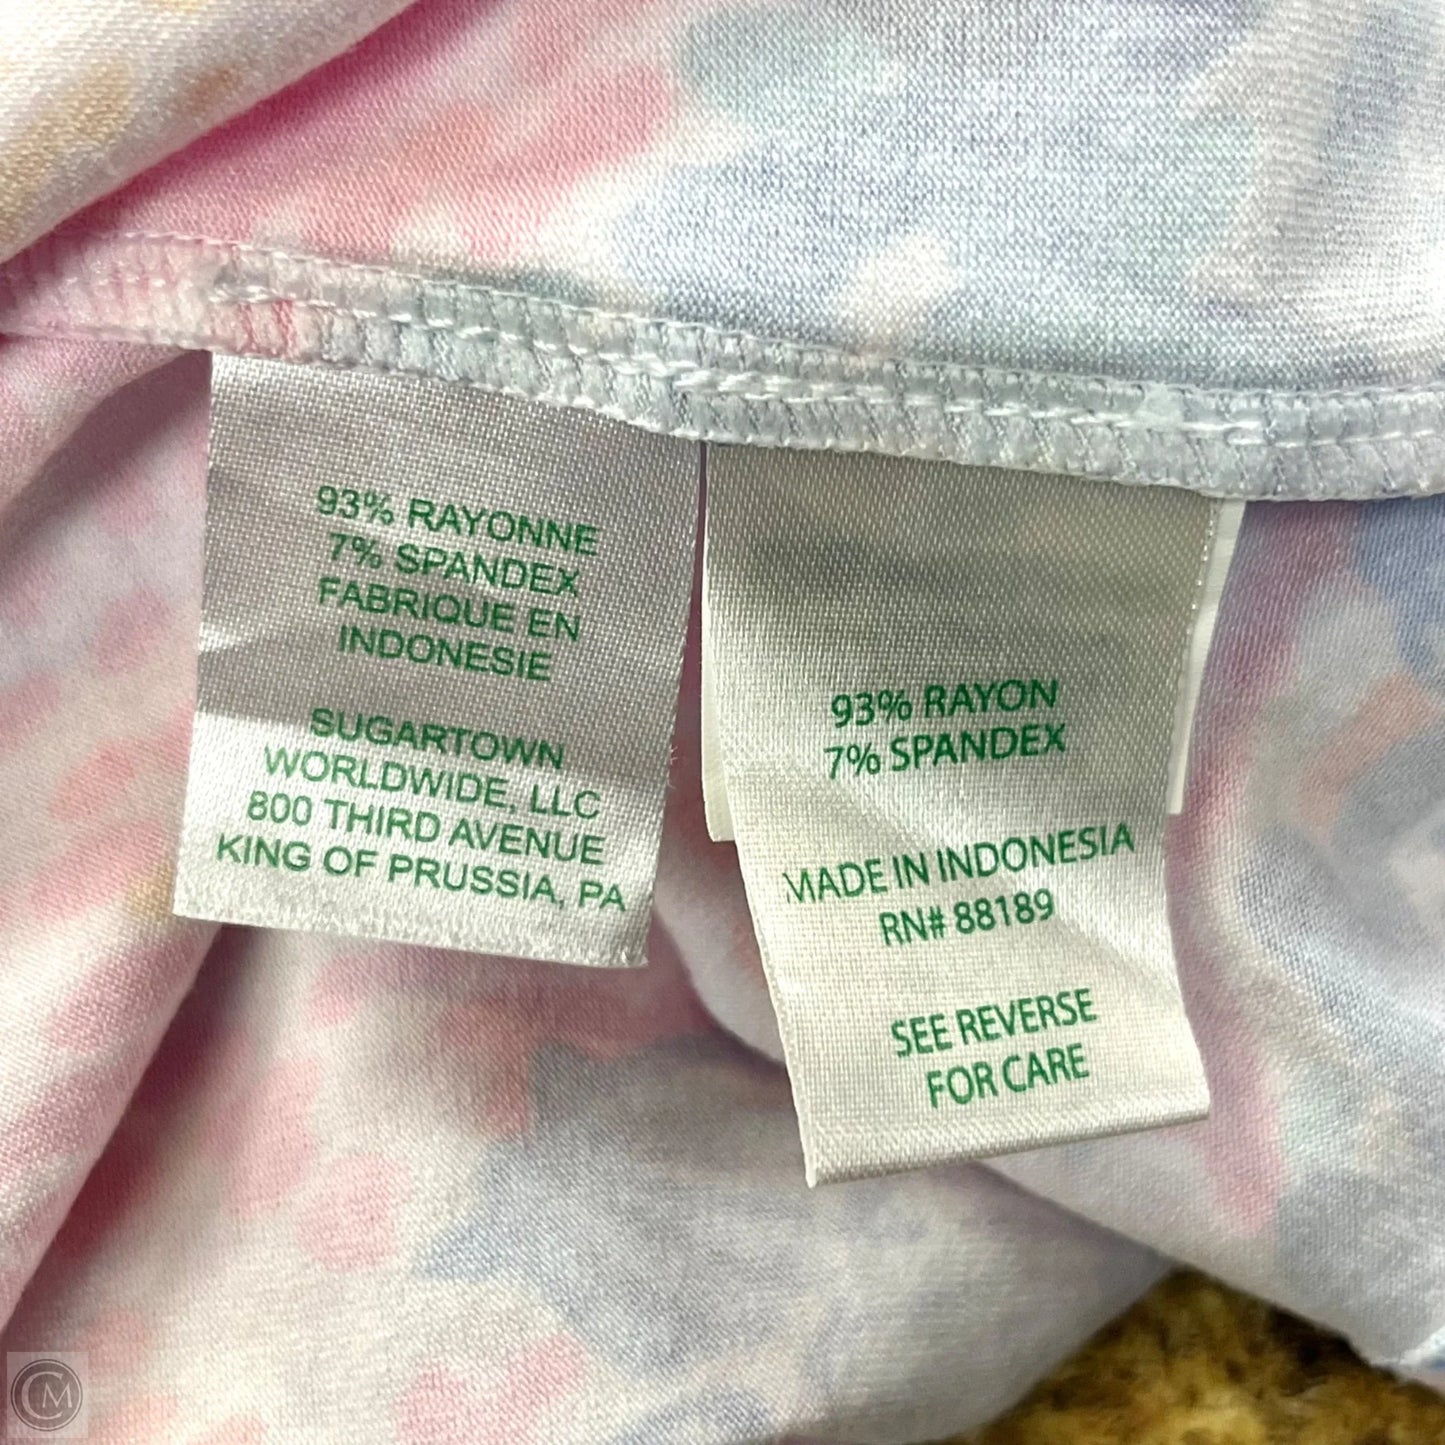 93% RAYONNE
7% SPANDEX
FABRIQUE EN
INDONESIE
SUGARTOWN
WORLDWIDE, LLC
800 THIRD AVENUE
KING OF PRUSSIA, PA
93% RAYON
7% SPANDEX
MADE IN INDONESIA
RN# 88189
SEE REVERSE
FOR CARE
CM